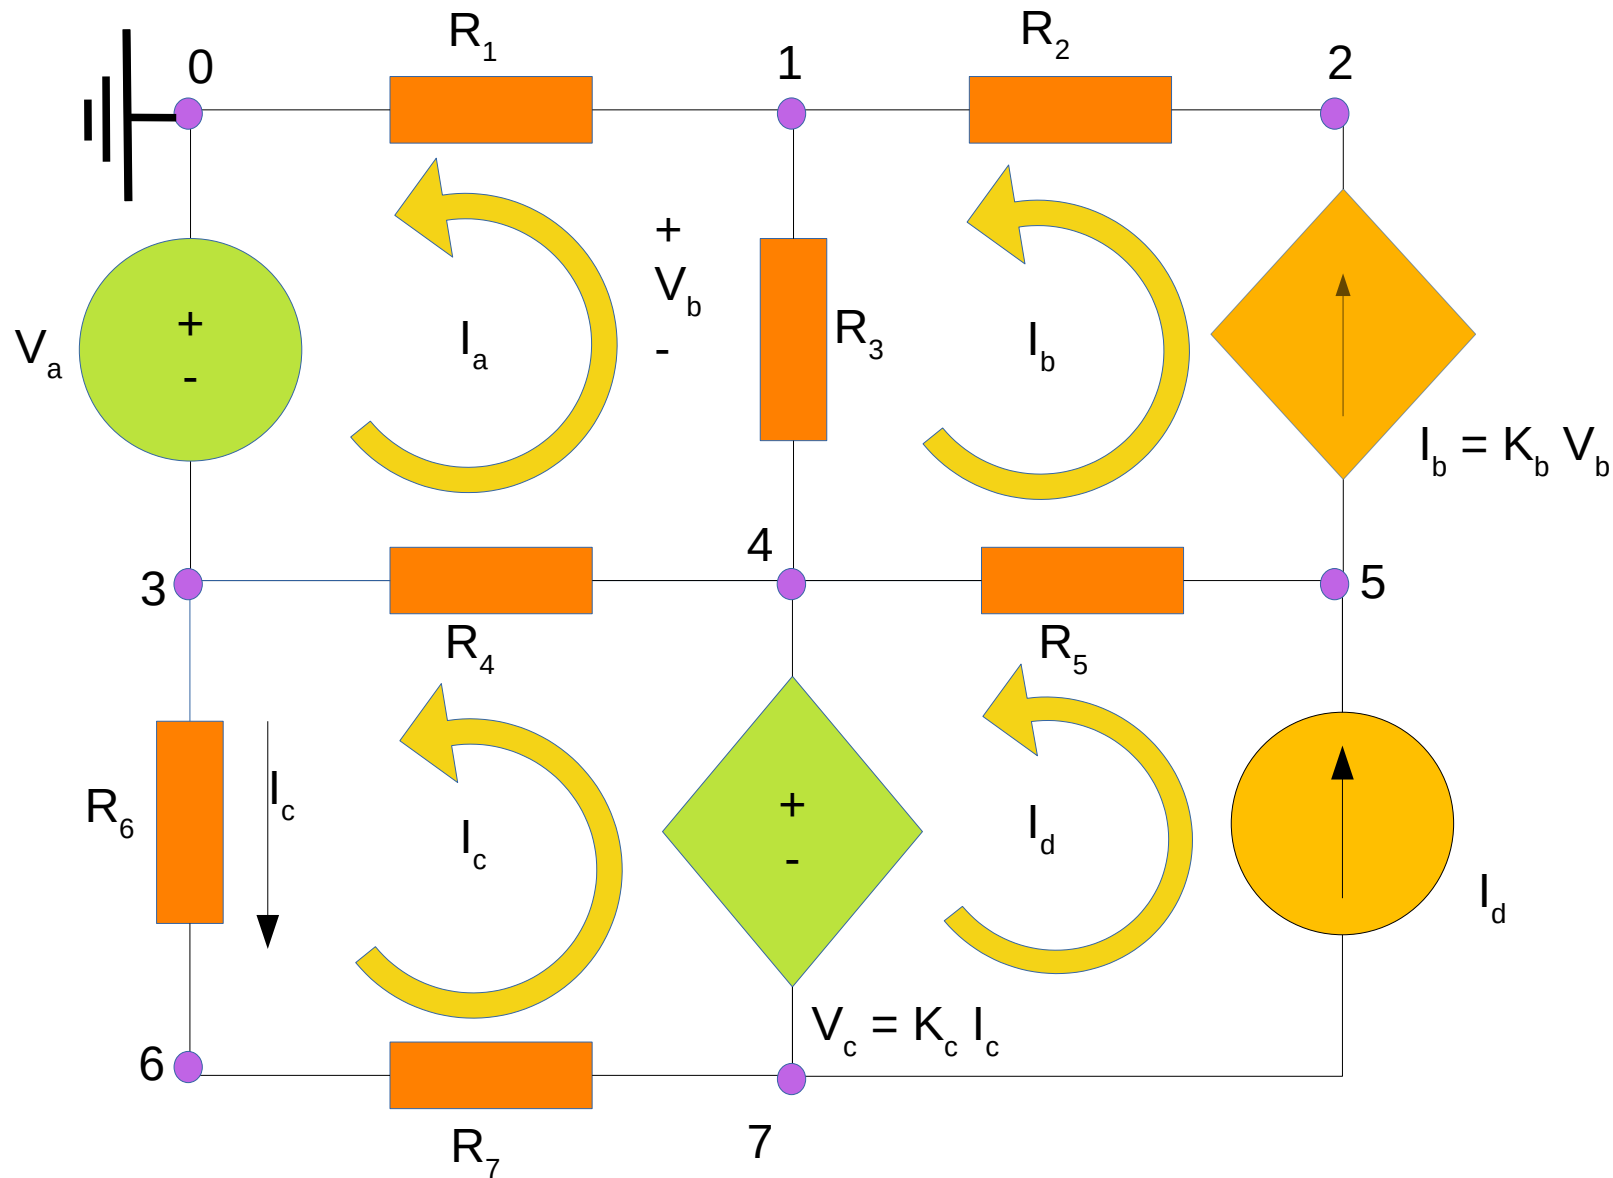 R1
R2
0
1
2
+
Vb
-
Va
+
-
Ia
R3
Ib
Ib = Kb Vb
3
4
5
R4
R5
R6
Ic
Ic
+
-
Id
Id
Vc = Kc Ic
6
7
R7